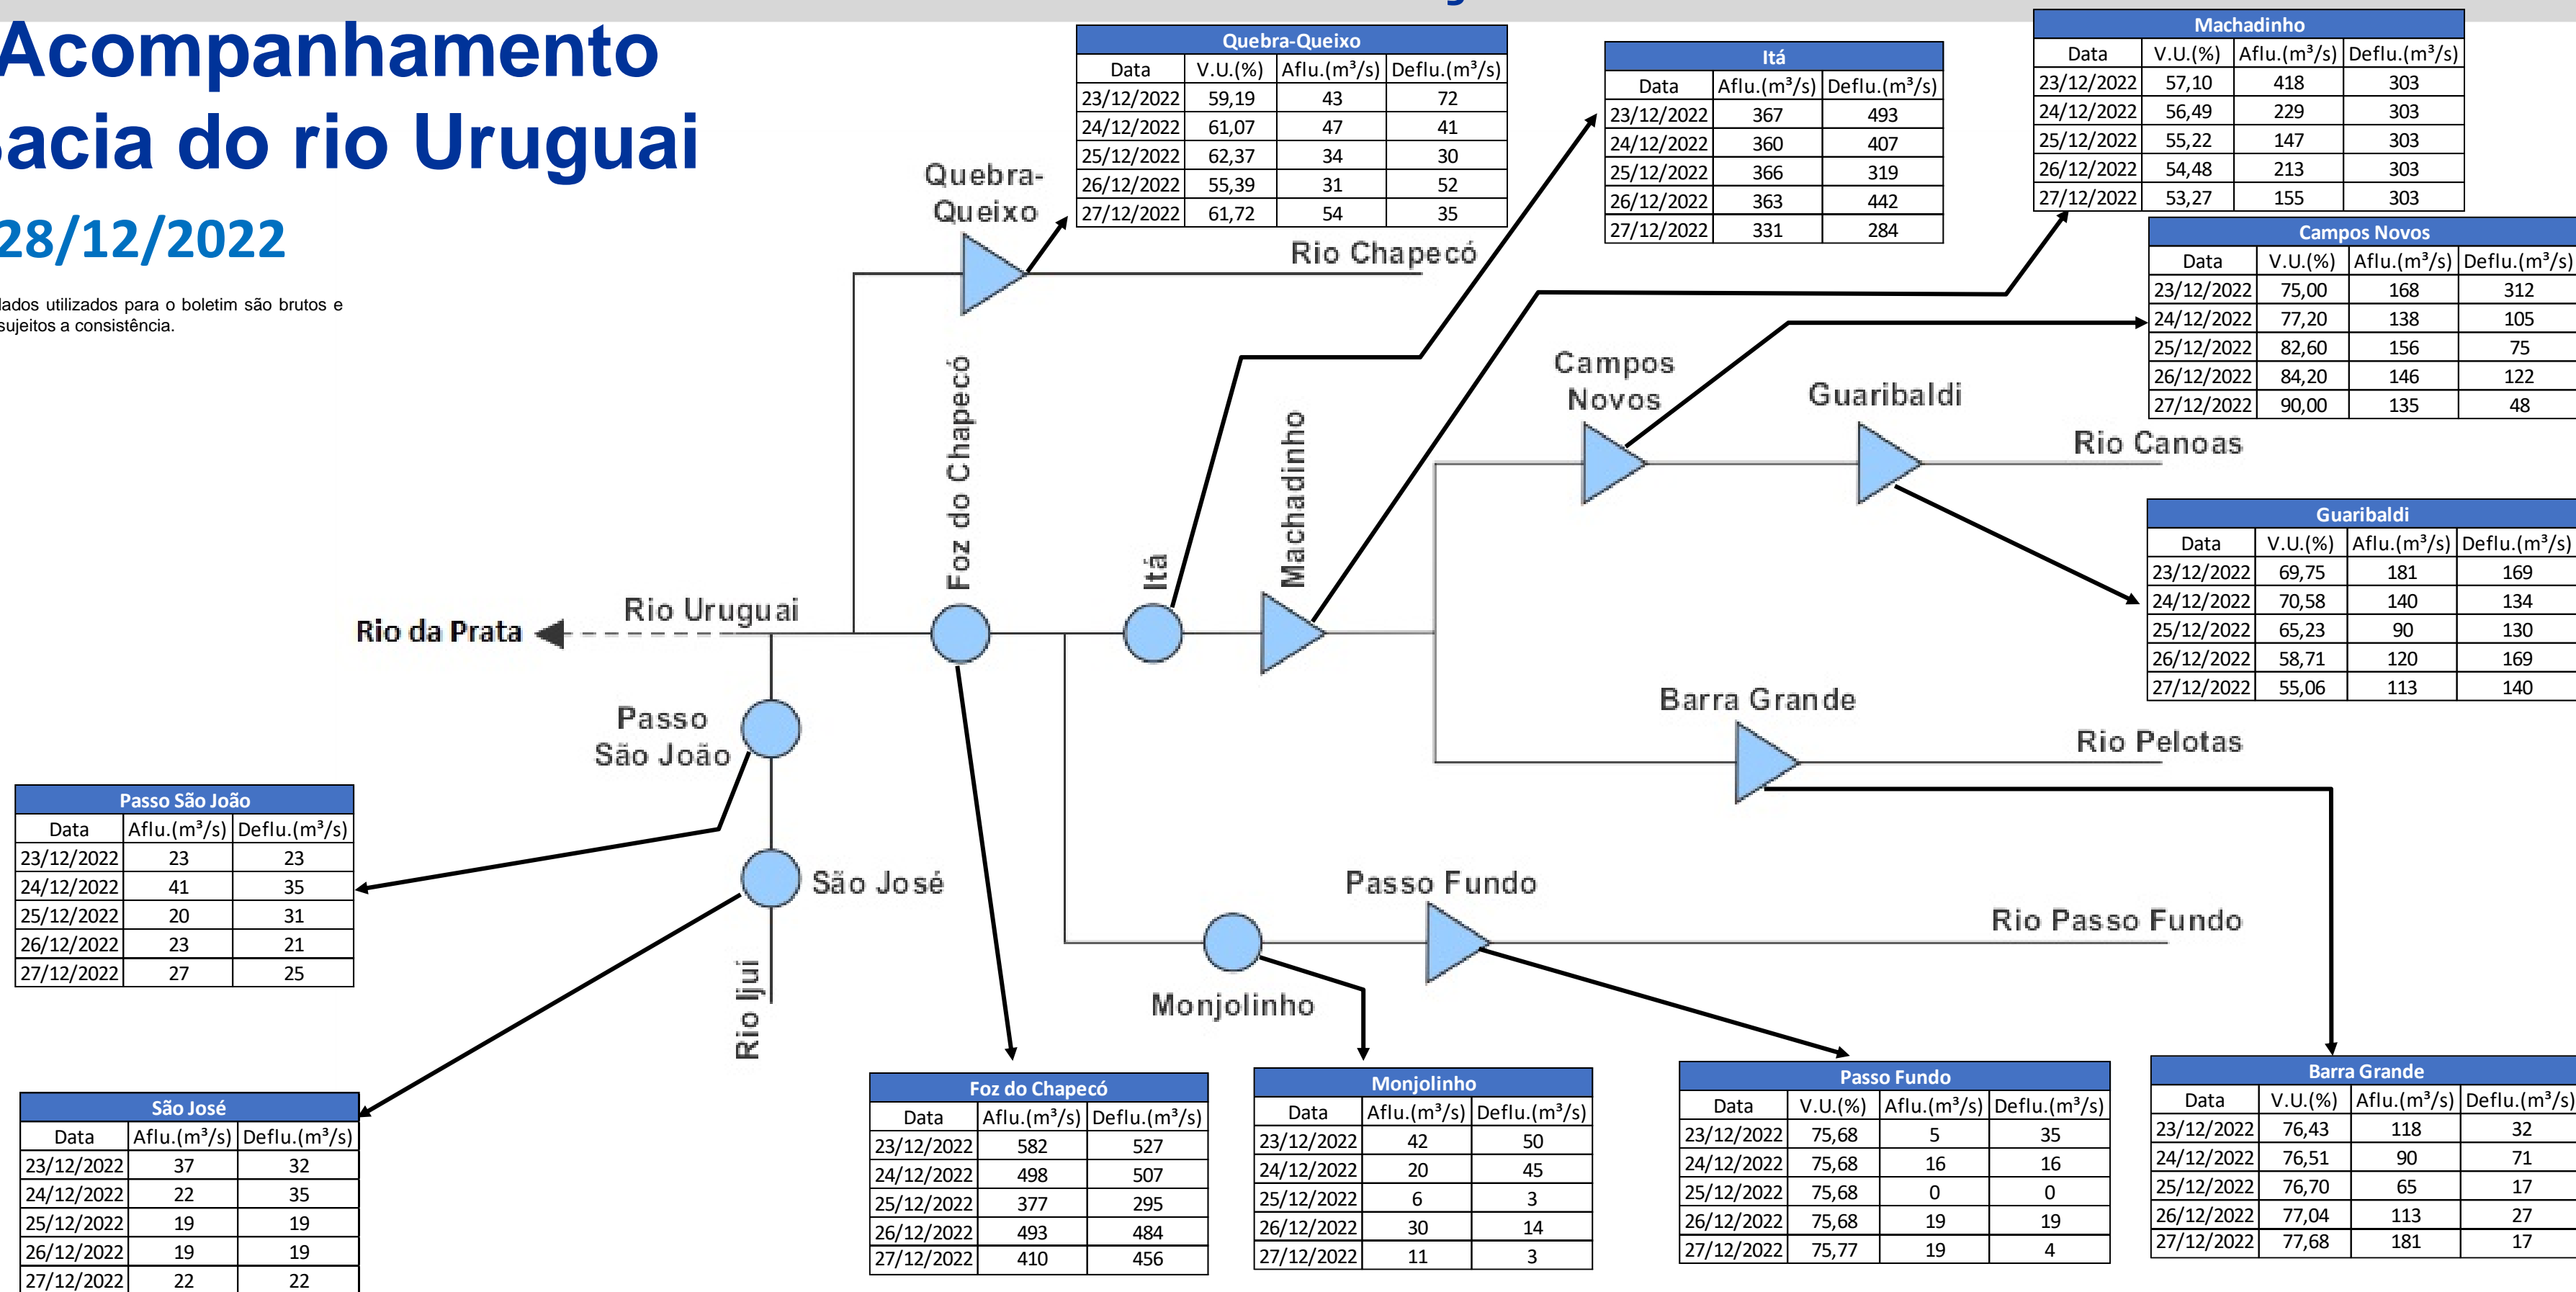 Acompanhamento
Bacia do rio Uruguai
28/12/2022
dados utilizados para o boletim são brutos e
sujeitos a consistência.
Quebra-Queixo
Data V.U.(%) Aflu.(m³/s) Deflu.(m³/s)
23/12/2022 59,19 43 72
24/12/2022 61,07 47 41
25/12/2022 62,37 34 30
26/12/2022 55,39 31 52
27/12/2022 61,72 54 35
Itá
Data Aflu.(m³/s) Deflu.(m³/s)
23/12/2022 367 493
24/12/2022 360 407
25/12/2022 366 319
26/12/2022 363 442
27/12/2022 331 284
Machadinho
Data V.U.(%) Aflu.(m³/s) Deflu.(m³/s)
23/12/2022 57,10 418 303
24/12/2022 56,49 229 303
25/12/2022 55,22 147 303
26/12/2022 54,48 213 303
27/12/2022 53,27 155 303
Campos Novos
Data V.U.(%) Aflu.(m³/s) Deflu.(m³/s)
23/12/2022 75,00 168 312
24/12/2022 77,20 138 105
25/12/2022 82,60 156 75
26/12/2022 84,20 146 122
27/12/2022 90,00 135 48
Quebra-
Queixo
Rio Chapecó
Foz do Chapecó
Itá
Machadinho
Campos
Novos
Guaribaldi
Rio Canoas
Guaribaldi
Data V.U.(%) Aflu.(m³/s) Deflu.(m³/s)
23/12/2022 69,75 181 169
24/12/2022 70,58 140 134
25/12/2022 65,23 90 130
26/12/2022 58,71 120 169
27/12/2022 55,06 113 140
Rio da Prata
Rio Uruguai
Passo
São João
São José
Rio Ijui
Barra Grande
Rio Pelotas
Passo Fundo
Rio Passo Fundo
Monjolinho
Passo São João
Data Aflu.(m³/s) Deflu.(m³/s)
23/12/2022 23 23
24/12/2022 41 35
25/12/2022 20 31
26/12/2022 23 21
27/12/2022 27 25
São José
Data Aflu.(m³/s) Deflu.(m³/s)
23/12/2022 37 32
24/12/2022 22 35
25/12/2022 19 19
26/12/2022 19 19
27/12/2022 22 22
Foz do Chapecó
Data Aflu.(m³/s) Deflu.(m³/s)
23/12/2022 582 527
24/12/2022 498 507
25/12/2022 377 295
26/12/2022 493 484
27/12/2022 410 456
Monjolinho
Data Aflu.(m³/s) Deflu.(m³/s)
23/12/2022 42 50
24/12/2022 20 45
25/12/2022 6 3
26/12/2022 30 14
27/12/2022 11 3
Passo Fundo
Data V.U.(%) Aflu.(m³/s) Deflu.(m³/s)
23/12/2022 75,68 5 35
24/12/2022 75,68 16 16
25/12/2022 75,68 0 0
26/12/2022 75,68 19 19
27/12/2022 75,77 19 4
Barra Grande
Data V.U.(%) Aflu.(m³/s) Deflu.(m³/s)
23/12/2022 76,43 118 32
24/12/2022 76,51 90 71
25/12/2022 76,70 65 17
26/12/2022 77,04 113 27
27/12/2022 77,68 181 17